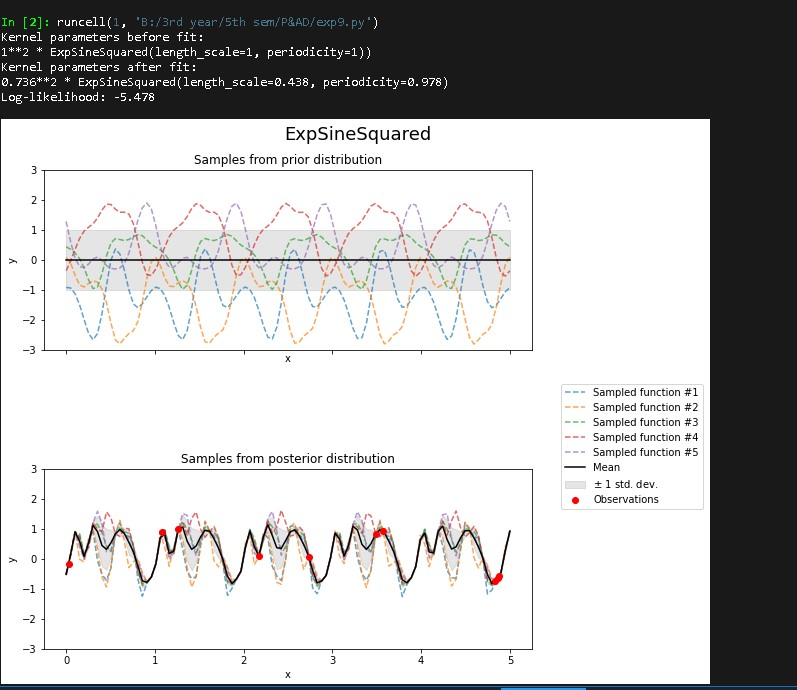 In [2]: runcell(1, 'B:/3rd year/5th sem/P&AD/exp9.py')
Kernel parameters before fit:
1**2 * ExpSineSquared(length_scale=1, periodicity=1))
Kernel parameters after fit:
0.736**2 * ExpSineSquared(length_scale=0.438, periodicity=0.978)
Log-likelihood: -5.478
ExpSineSquared
Samples from prior distribution
3
2
1
0
−1
−2
−3
y
x
Sampled function #1
Sampled function #2
Sampled function #3
Sampled function #4
Sampled function #5
Mean
± 1 std. dev.
Observations
Samples from posterior distribution
3
2
1
0
−1
−2
−3
y
0 1 2 3 4 5
x